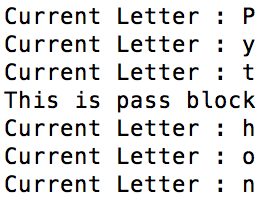 Current Letter : P
Current Letter : y
Current Letter : t
This is pass block
Current Letter : h
Current Letter : o
Current Letter : n